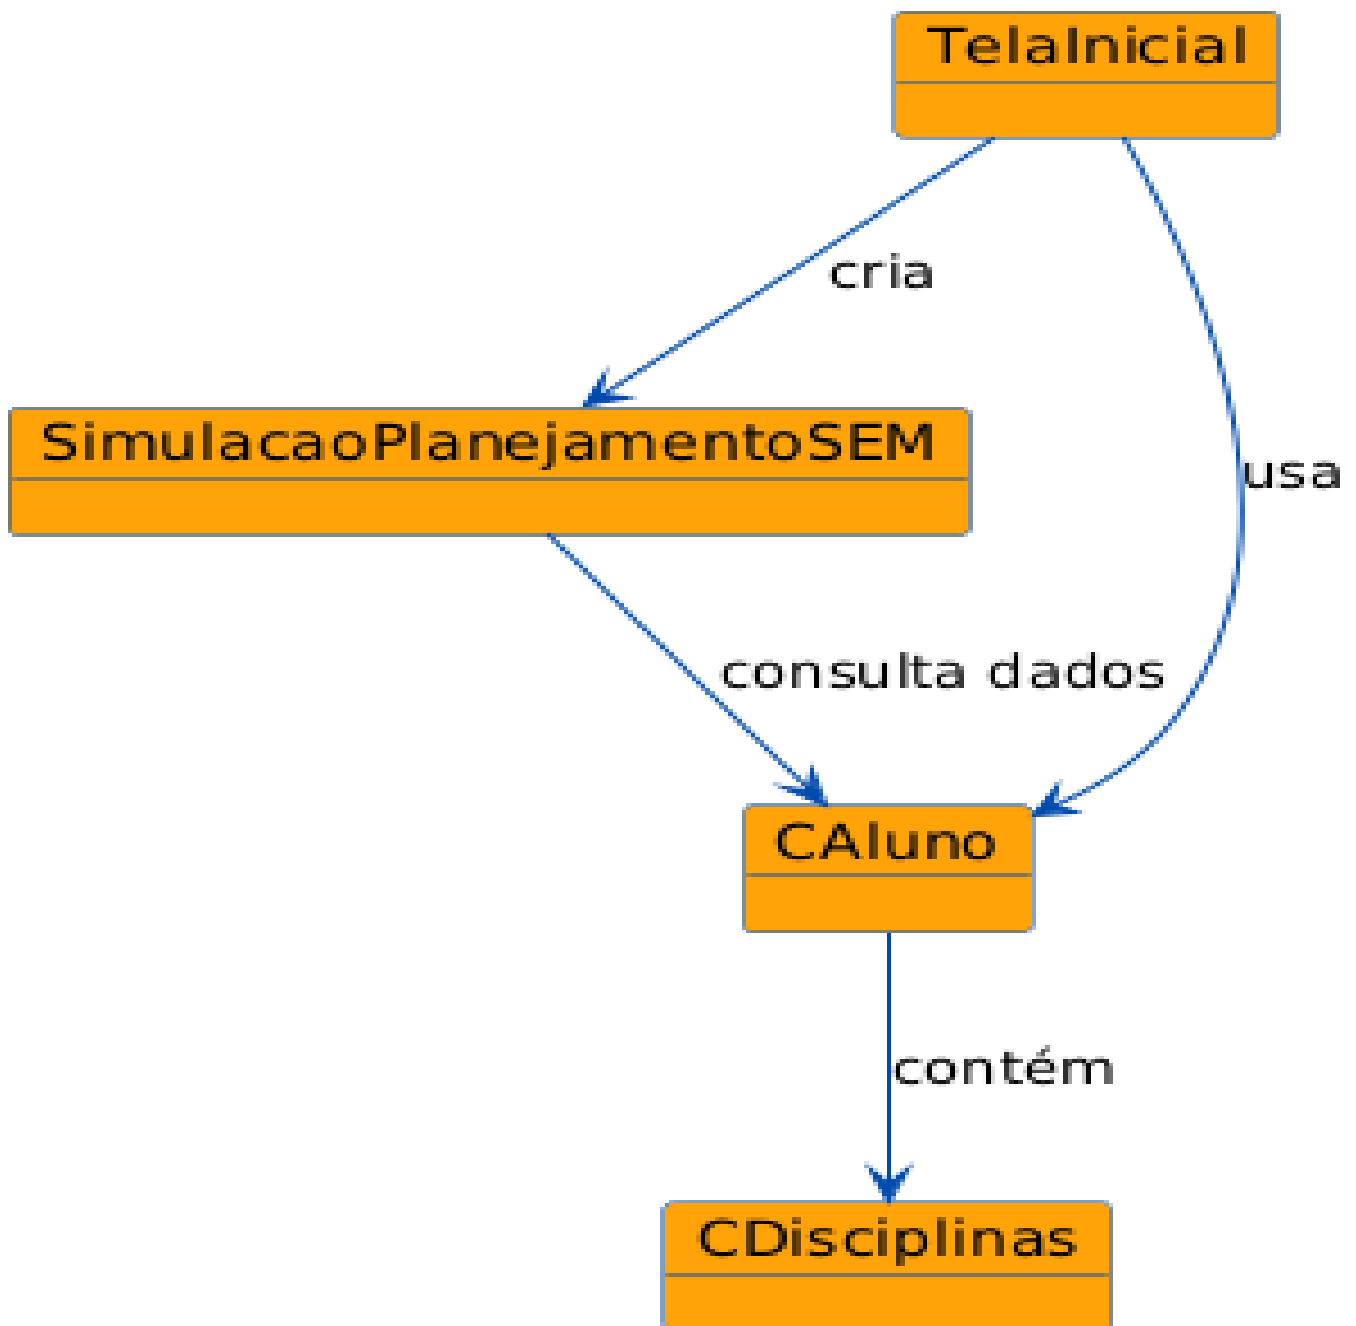 TelaInicial
cria
SimulacaoPlanejamentoSEM
usa
consulta dados
CAluno
contém
CDisciplinas